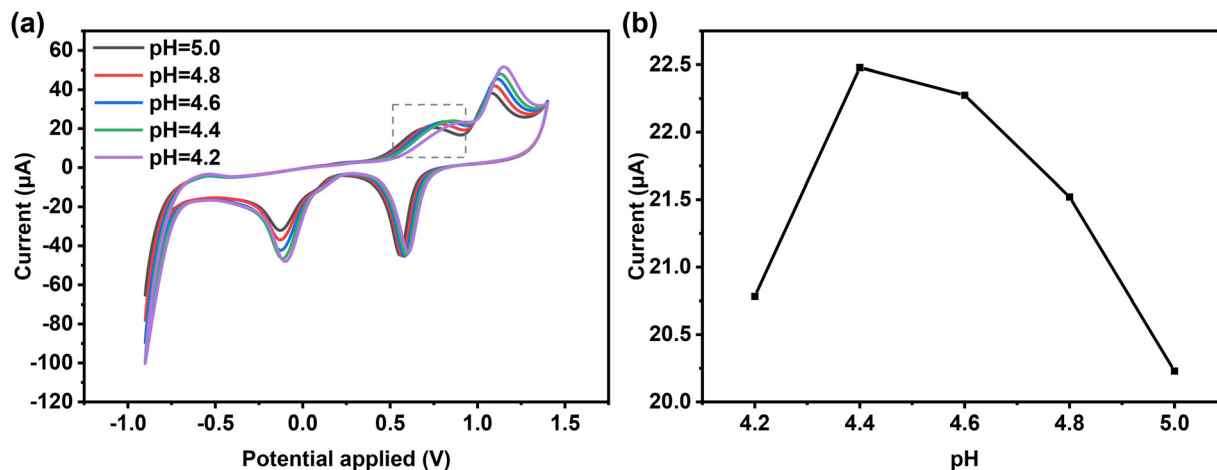 (a)
60
40
20
0
-20
-40
-60
-80
-100
-120
Current (μA)
pH=5.0
pH=4.8
pH=4.6
pH=4.4
pH=4.2
-1.0 -0.5 0.0 0.5 1.0 1.5
Potential applied (V)
(b)
22.5
22.0
21.5
21.0
20.5
20.0
Current (μA)
4.2 4.4 4.6 4.8 5.0
pH